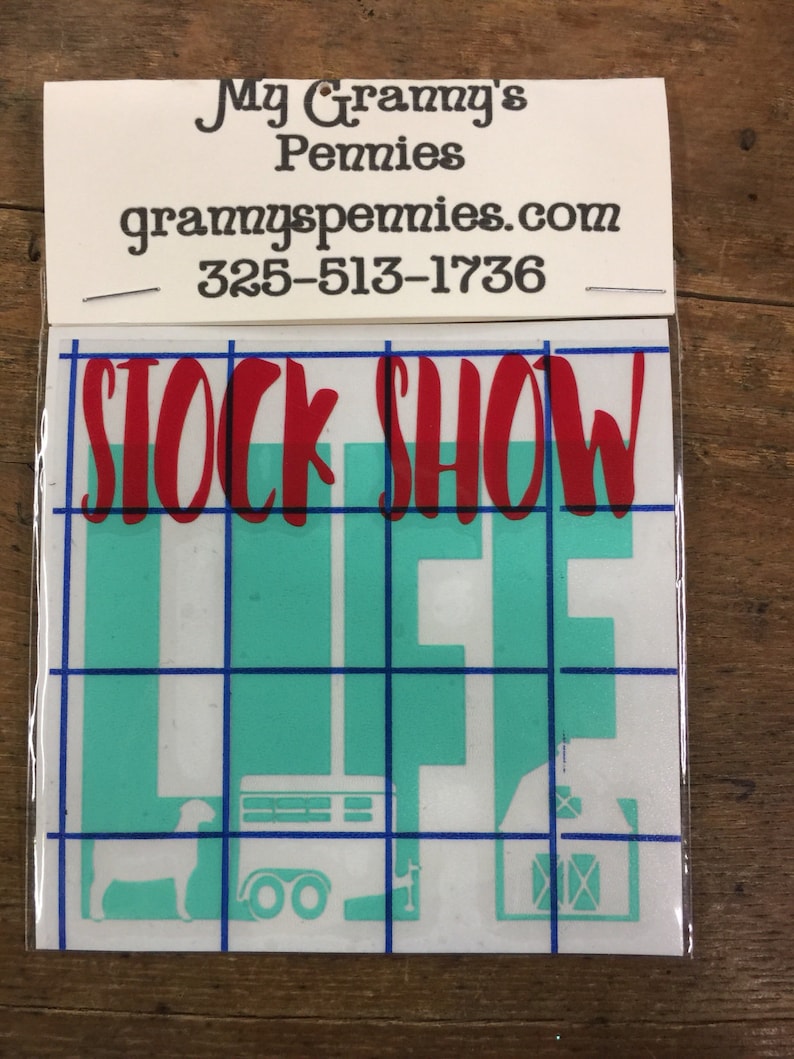 My Granny's
Pennies
grannyspennies.com
325-513-1736
STOCK SHOW
LIFE